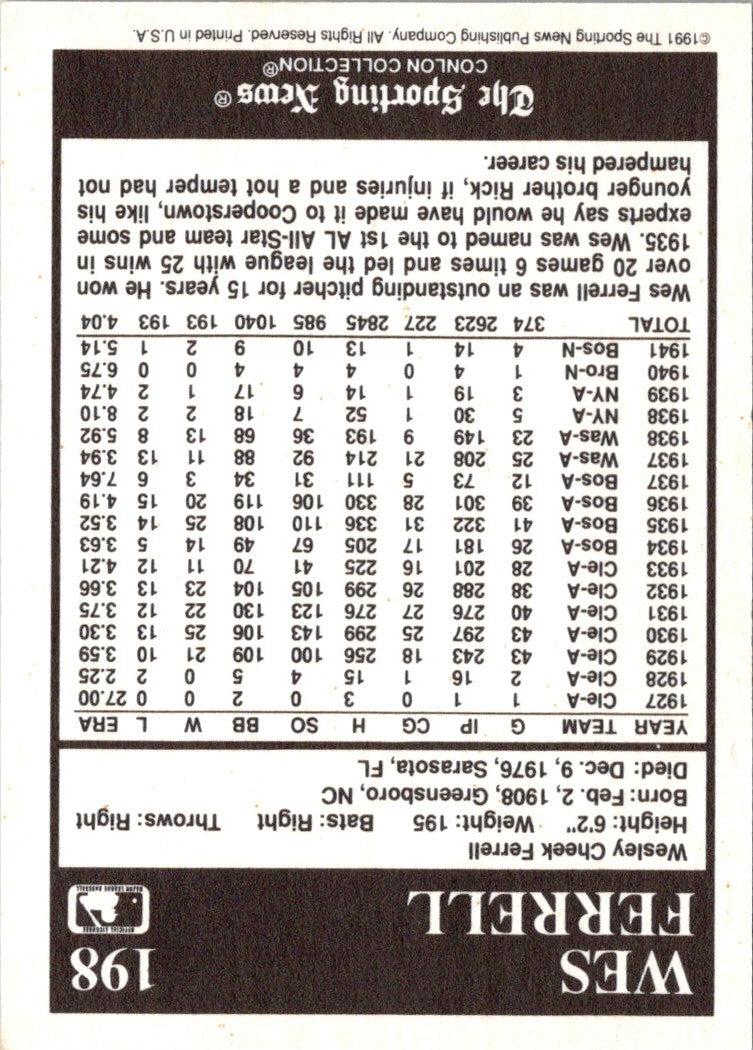 WES
FERRELL
198
OFFICIAL LICENSEE
MAJOR LEAGUE BASEBALL
Wesley Cheek Ferrell
Height: 6'2" Weight: 195 Bats: Right Throws: Right
Born: Feb. 2, 1908, Greensboro, NC
Died: Dec. 9, 1976, Sarasota, FL
YEAR TEAM G IP CG H SO BB W L ERA
1927 Cle-A 1 1 0 3 0 2 0 0 27.00
1928 Cle-A 2 16 1 15 4 5 0 2 2.25
1929 Cle-A 43 243 18 256 100 109 21 10 3.59
1930 Cle-A 43 297 25 299 143 106 25 13 3.30
1931 Cle-A 40 276 27 276 123 130 22 12 3.75
1932 Cle-A 38 288 26 299 105 104 23 13 3.66
1933 Cle-A 28 201 16 225 41 70 11 12 4.21
1934 Bos-A 26 181 17 205 67 49 14 5 3.63
1935 Bos-A 41 322 31 336 110 108 25 14 3.52
1936 Bos-A 39 301 28 330 106 119 20 15 4.19
1937 Bos-A 12 73 5 111 31 34 3 6 7.64
1937 Was-A 25 208 21 214 92 88 11 13 3.94
1938 Was-A 23 149 9 193 36 68 13 8 5.92
1938 NY-A 5 30 1 52 7 18 2 2 8.10
1939 NY-A 3 19 1 14 6 17 1 2 4.74
1940 Bro-N 1 4 0 4 4 4 0 0 6.75
1941 Bos-N 4 14 1 13 10 9 2 1 5.14
TOTAL 374 2623 227 2845 985 1040 193 193 4.04
Wes Ferrell was an outstanding pitcher for 15 years. He won
over 20 games 6 times and led the league with 25 wins in
1935. Wes was named to the 1st AL All-Star team and some
experts say he would have made it to Cooperstown, like his
younger brother Rick, if injuries and a hot temper had not
hampered his career.
The Sporting News®
CONLON COLLECTION®
©1991 The Sporting News Publishing Company. All Rights Reserved. Printed in U.S.A.